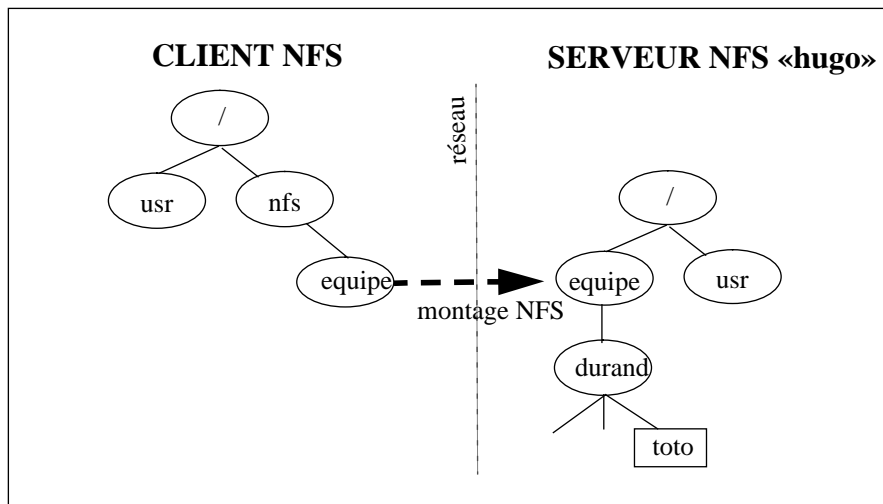 CLIENT NFS
/
usr
nfs
equipe
réseau
montage NFS
SERVEUR NFS «hugo»
/
equipe
usr
durand
toto